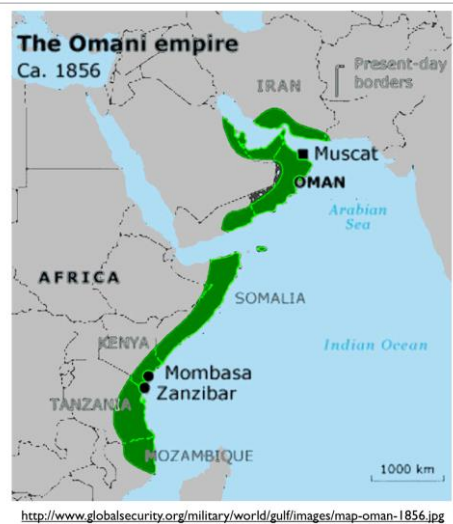 The Omani empire
Ca. 1856
Present-day
borders
IRAN
Muscat
OMAN
Arabian
Sea
AFRICA
SOMALIA
KENYA
Indian Ocean
Mombasa
Zanzibar
TANZANIA
MOZAMBIQUE
1000 km
http://www.globalsecurity.org/military/world/gulf/images/map-oman-1856.jpg